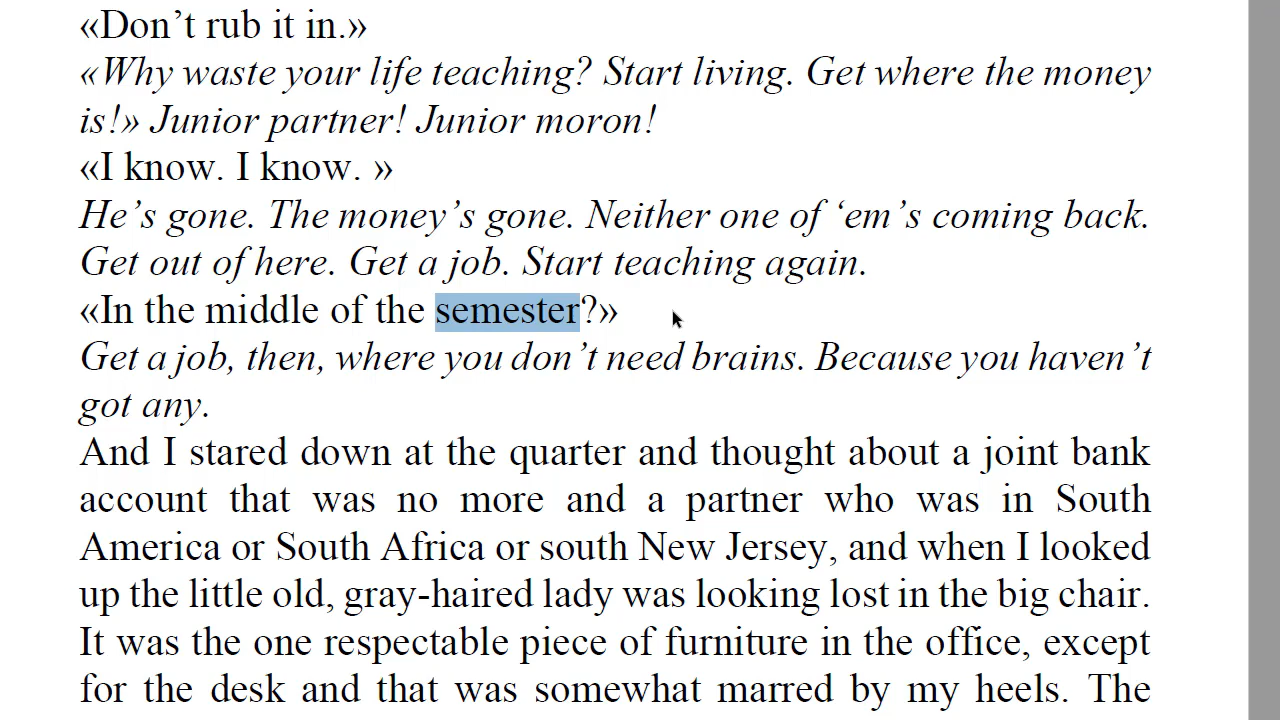 «Don’t rub it in.»
«Why waste your life teaching? Start living. Get where the money
is!» Junior partner! Junior moron!
«I know. I know. »
He’s gone. The money’s gone. Neither one of ‘em’s coming back.
Get out of here. Get a job. Start teaching again.
«In the middle of the semester?»
Get a job, then, where you don’t need brains. Because you haven’t
got any.
And I stared down at the quarter and thought about a joint bank
account that was no more and a partner who was in South
America or South Africa or south New Jersey, and when I looked
up the little old, gray-haired lady was looking lost in the big chair.
It was the one respectable piece of furniture in the office, except
for the desk and that was somewhat marred by my heels. The